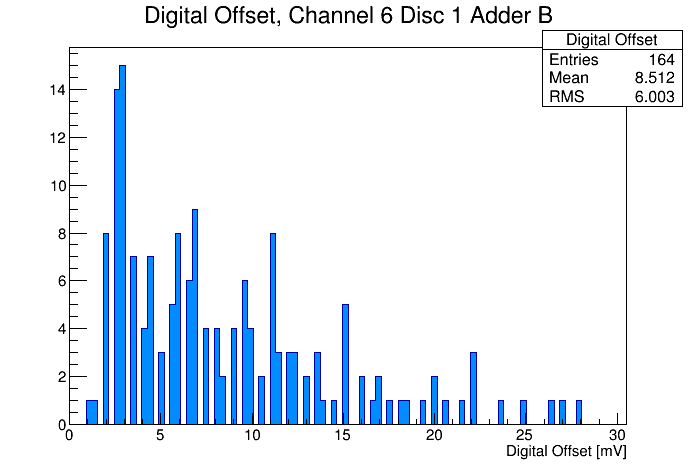 Digital Offset, Channel 6 Disc 1 Adder B
Digital Offset
Entries 164
Mean 8.512
RMS 6.003
14
12
10
8
6
4
2
0
0 5 10 15 20 25 30
Digital Offset [mV]